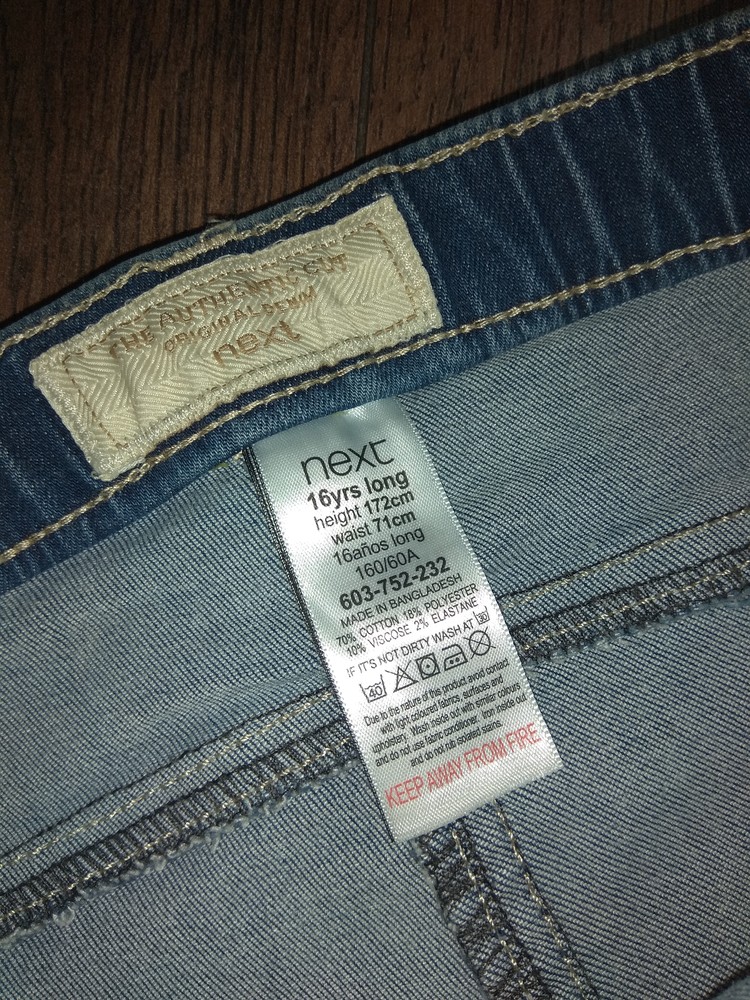 THE AUTHENTIC CUT
ORIGINAL DENIM
next
next
16yrs long
height 172cm
waist 71cm
16años long
160/60A
603-752-232
MADE IN BANGLADESH
70% COTTON 18% POLYESTER
10% VISCOSE 2% ELASTANE
IF IT'S NOT DIRTY WASH AT 30
40
Due to the nature of this product avoid contact
with light coloured fabrics, surfaces and
upholstery. Wash inside out with similar colours
and do not use fabric conditioner. Iron inside out
and do not rub related stains.
KEEP AWAY FROM FIRE